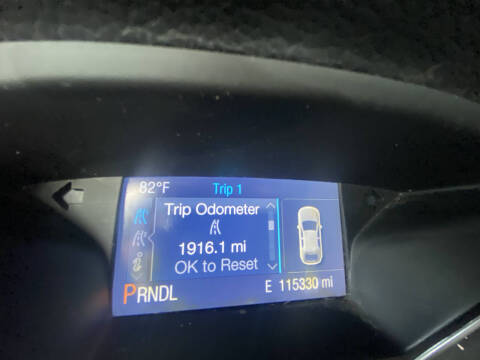 82°F Trip 1
Trip Odometer
1916.1 mi
OK to Reset
PRNDL E 115330 mi